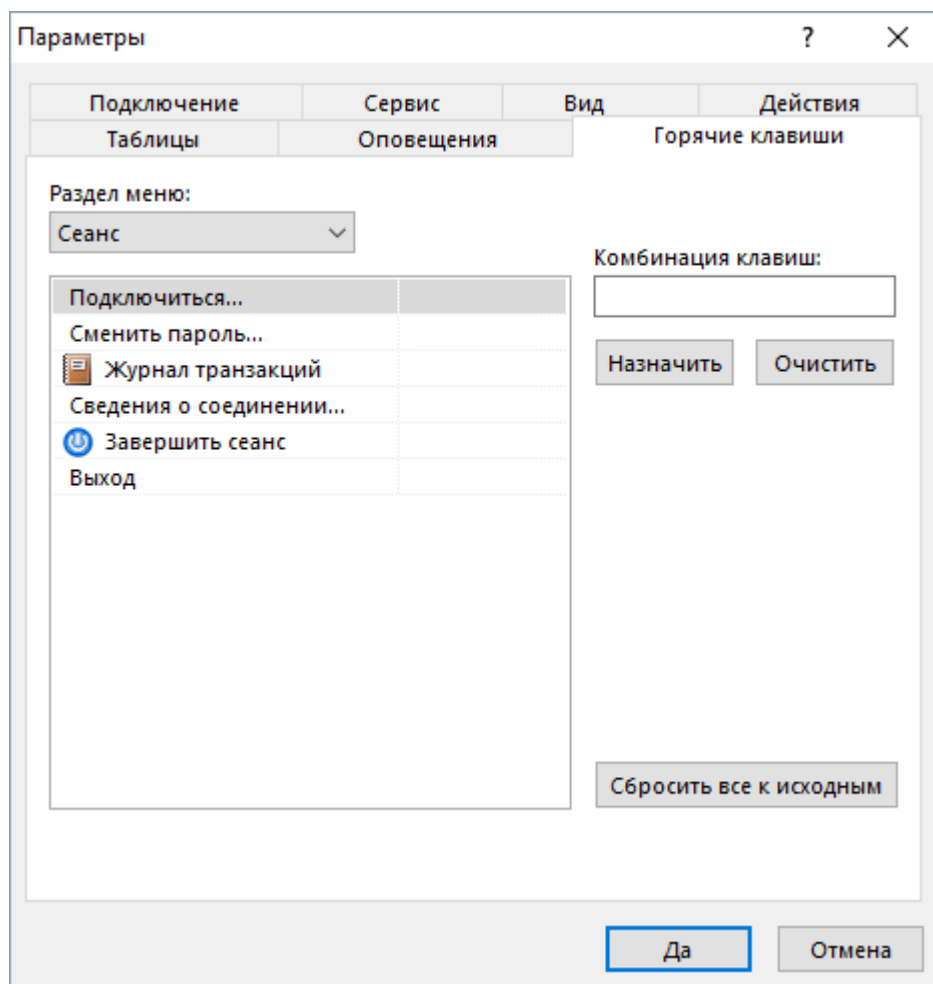 Параметры
?
Подключение Сервис Вид Действия
Таблицы Оповещения Горячие клавиши
Раздел меню:
Сеанс
Комбинация клавиш:
Подключиться...
Сменить пароль...
Журнал транзакций
Назначить Очистить
Сведения о соединении...
Завершить сеанс
Выход
Сбросить все к исходным
Да Отмена